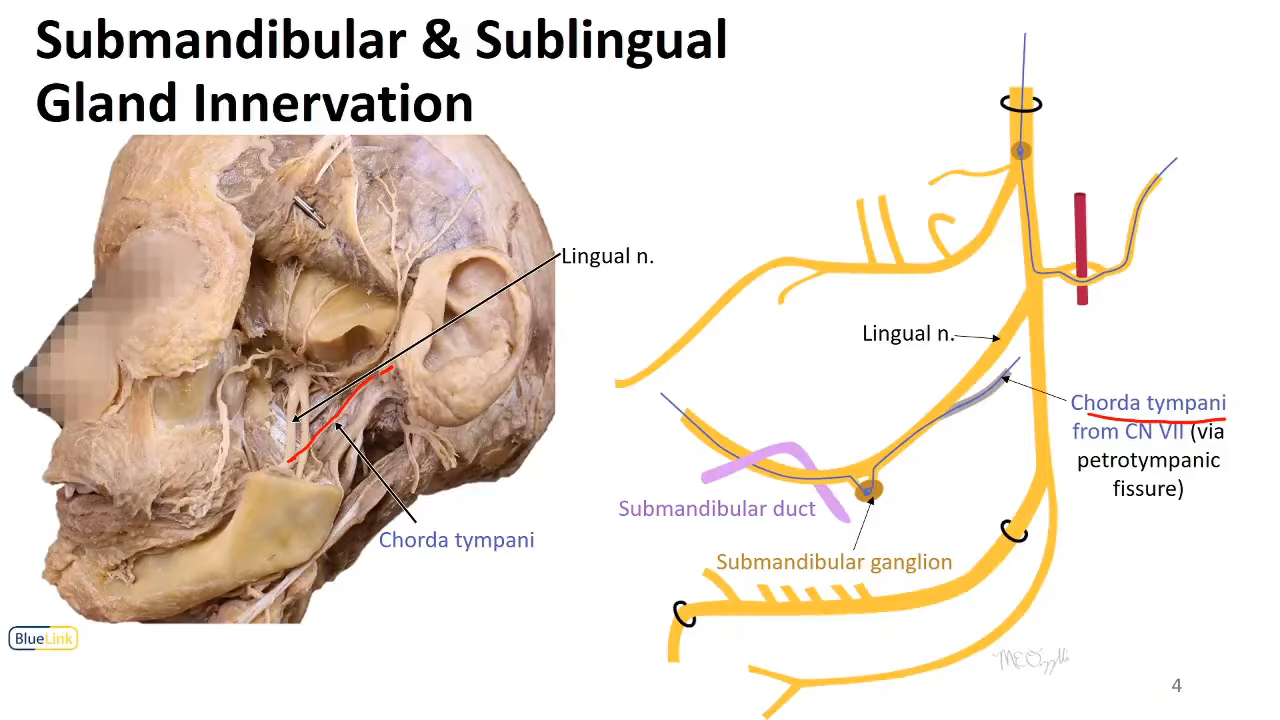 Submandibular & Sublingual
Gland Innervation
Lingual n.
Chorda tympani
BlueLink
Lingual n.
Chorda tympani
from CN VII (via
petrotympanic
fissure)
Submandibular duct
Submandibular ganglion
4